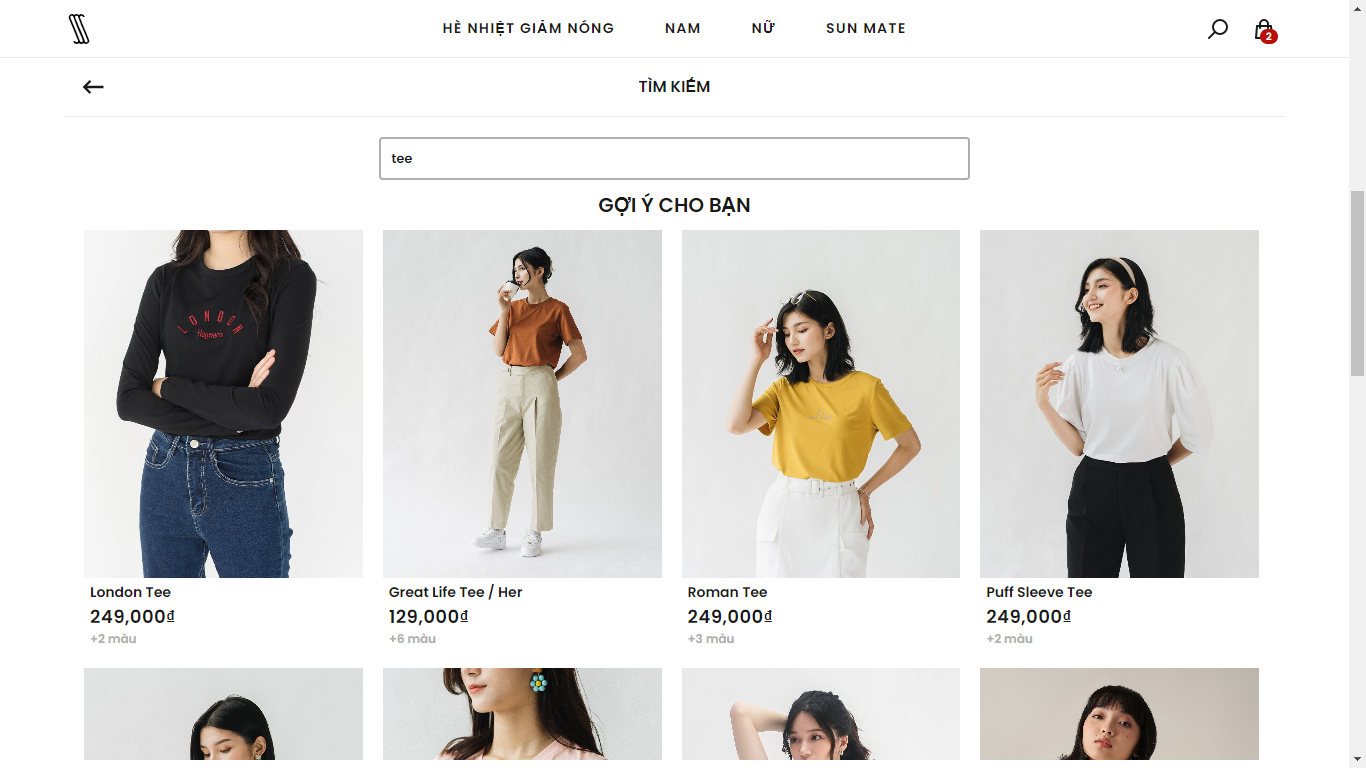 HÈ NHIỆT GIẢM NÓNG NAM NỮ SUN MATE
2
TÌM KIẾM
tee
GỢI Ý CHO BẠN
LONDON
London Tee
249,000₫
+2 màu
Great Life Tee / Her
129,000₫
+6 màu
Roman Tee
249,000₫
+3 màu
Puff Sleeve Tee
249,000₫
+2 màu